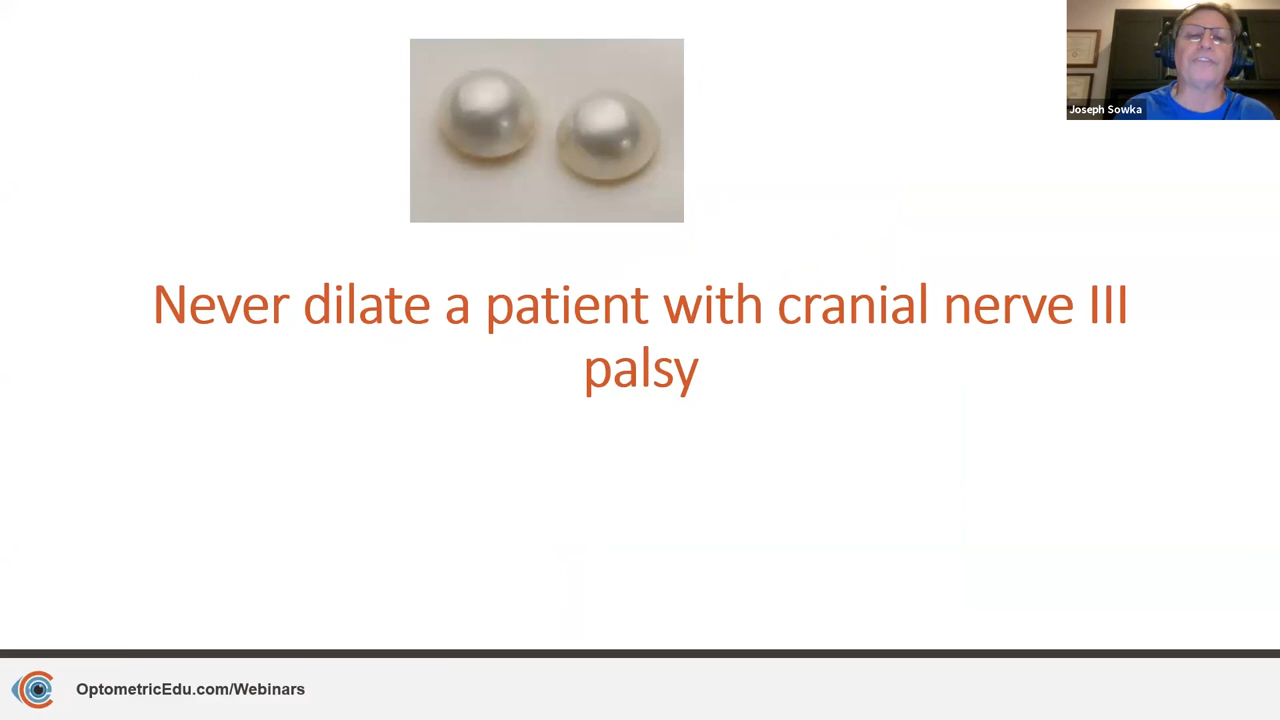 Joseph Sowka
Never dilate a patient with cranial nerve III
palsy
OptometricEdu.com/Webinars